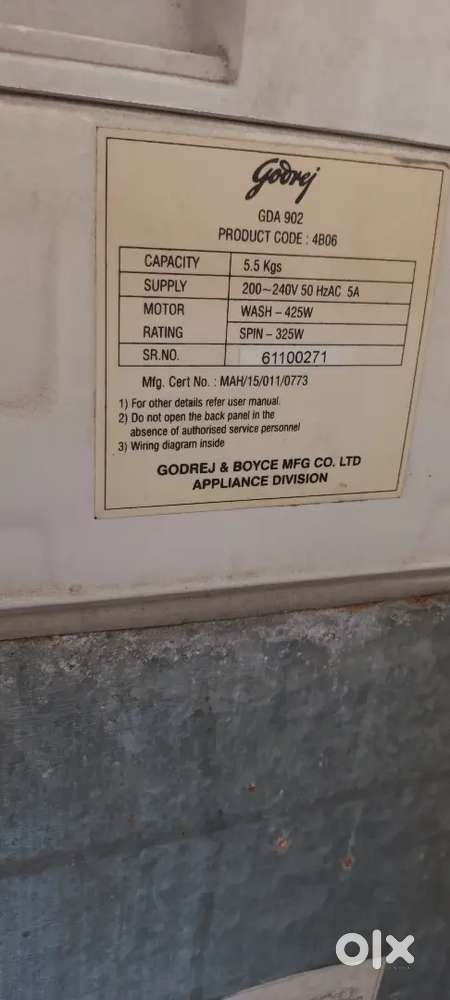 Godrej
GDA 902
PRODUCT CODE : 4B06
CAPACITY 5.5 Kgs
SUPPLY 200~240V 50 HzAC 5A
MOTOR WASH – 425W
RATING SPIN – 325W
SR.NO. 61100271
Mfg. Cert No. : MAH/15/011/0773
1) For other details refer user manual.
2) Do not open the back panel in the
absence of authorised service personnel
3) Wiring diagram inside
GODREJ & BOYCE MFG CO. LTD
APPLIANCE DIVISION
olx